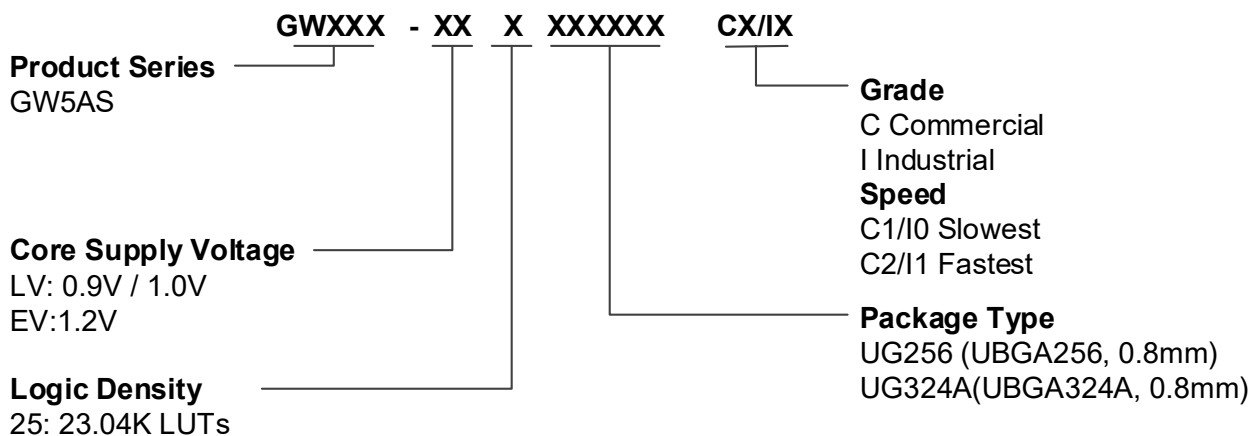 GWXXX - XX X XXXXXX CX/IX
Product Series
GW5AS
Core Supply Voltage
LV: 0.9V / 1.0V
EV:1.2V
Logic Density
25: 23.04K LUTs
Grade
C Commercial
I Industrial
Speed
C1/I0 Slowest
C2/I1 Fastest
Package Type
UG256 (UBGA256, 0.8mm)
UG324A(UBGA324A, 0.8mm)